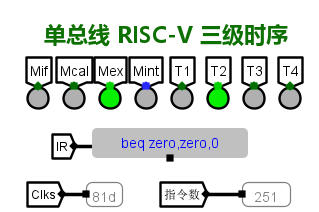 单总线 RISC-V 三级时序
Mif Mcal Mex Mint T1 T2 T3 T4
IR beq zero,zero,0
Clks 81d 指令数 251